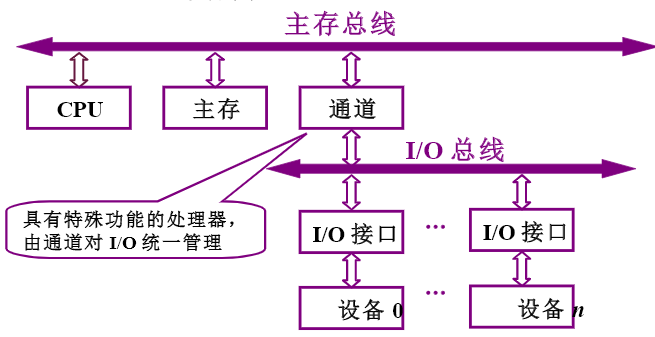 主存总线
CPU
主存
通道
I/O 总线
具有特殊功能的处理器，
由通道对 I/O 统一管理
I/O 接口
···
I/O 接口
设备 0
···
设备 n